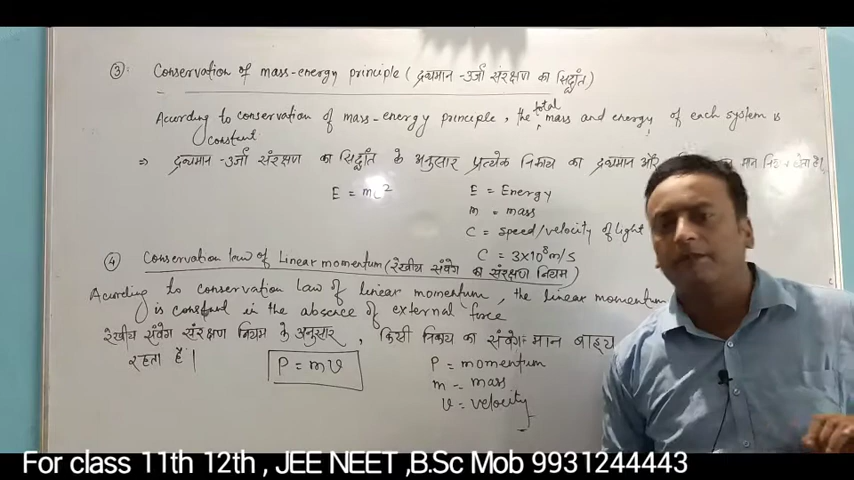 ③: Conservation of mass-energy principle (द्रव्यमान-उर्जा संरक्षण का सिद्धांत)
According to conservation of mass-energy principle, the total mass and energy of each system is
constant
⇒ द्रव्यमान-उर्जा संरक्षण का सिद्धांत के अनुसार प्रत्येक निकाय का द्रव्यमान और
E = mc²
E = Energy
m = mass
C = speed/velocity of light
C = 3×10⁸m/s
④ Conservation law of Linear momentum (रेखीय संवेग का संरक्षण नियम)
Acording to conservation law of linear momentum, the linear momentum
is constant in the absence of external force
रेखीय संवेग संरक्षण नियम के अनुसार, किसी निकाय का संवेग मान बाह्य
रहता है।
P = mv
P = momentum
m = mass
v = velocity
For class 11th 12th , JEE NEET ,B.Sc Mob 9931244443